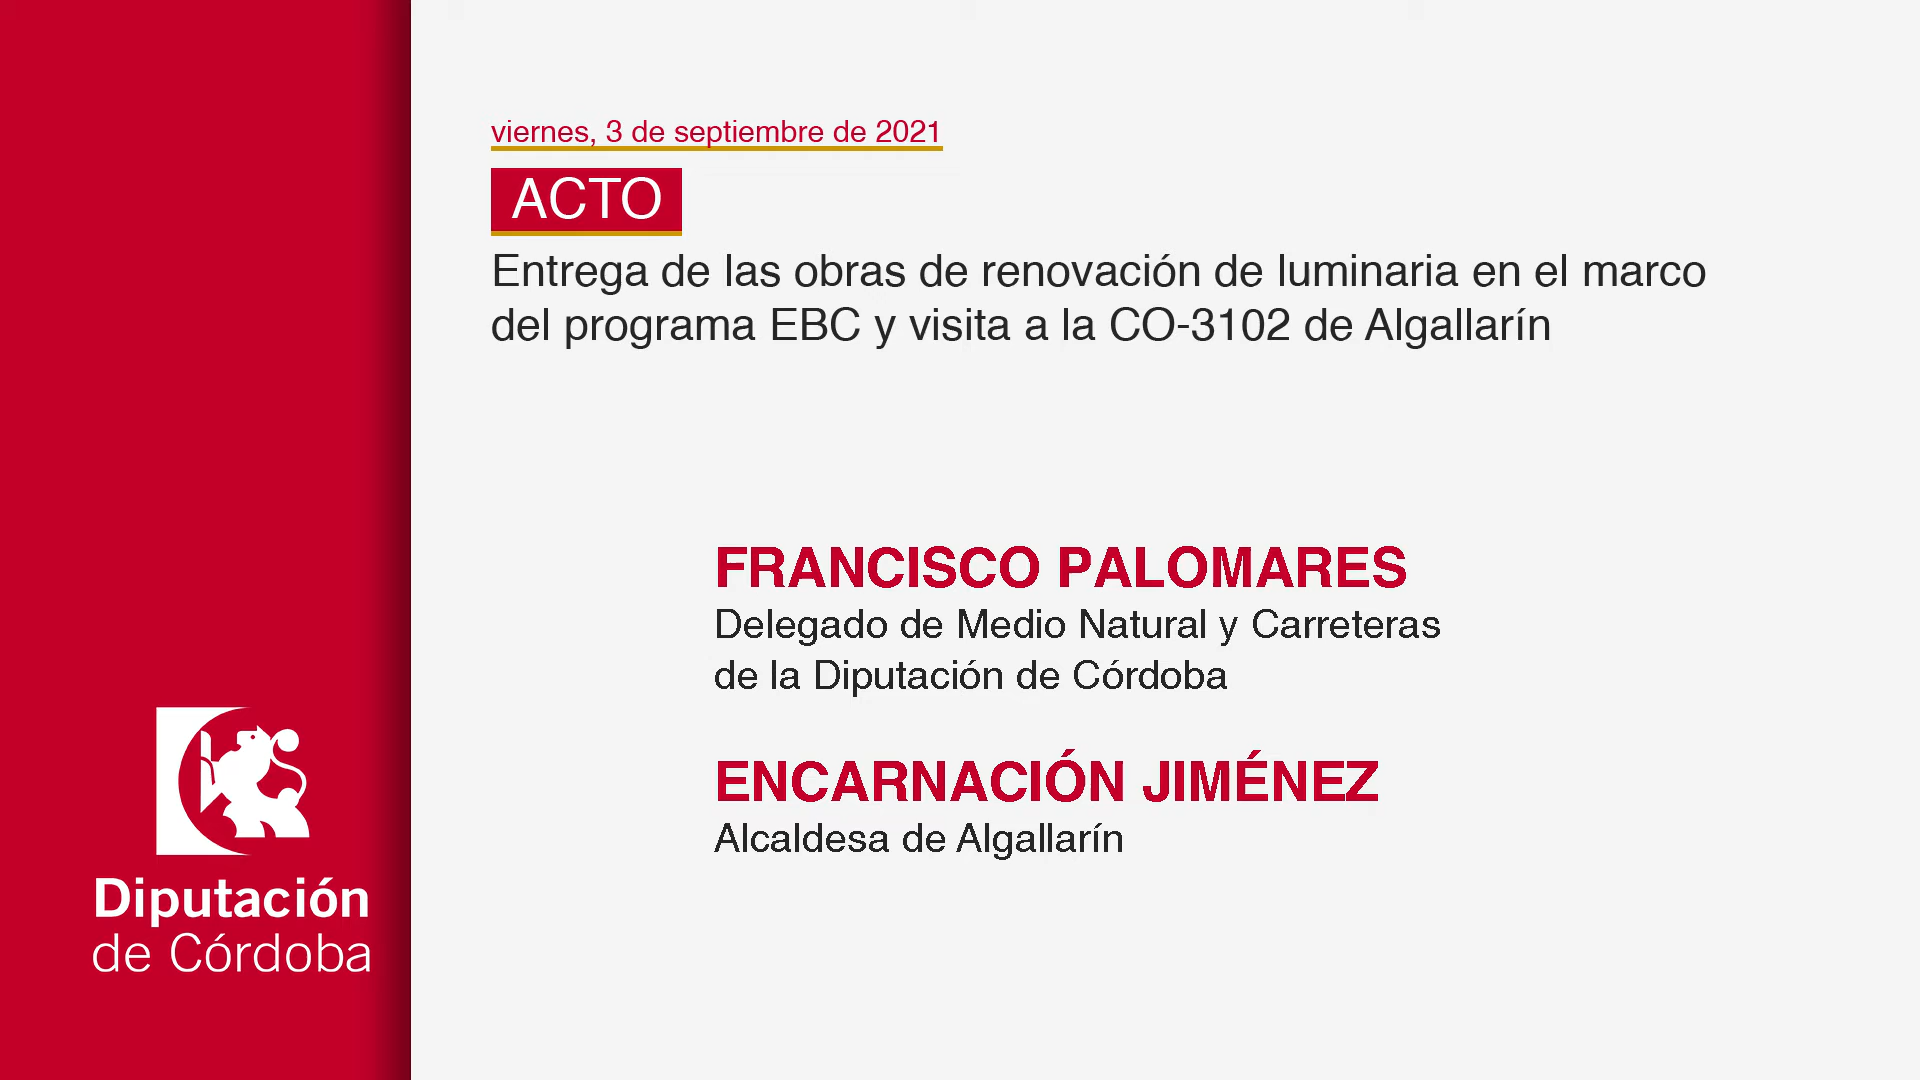 viernes, 3 de septiembre de 2021
ACTO
Entrega de las obras de renovación de luminaria en el marco
del programa EBC y visita a la CO-3102 de Algallarín
FRANCISCO PALOMARES
Delegado de Medio Natural y Carreteras
de la Diputación de Córdoba
ENCARNACIÓN JIMÉNEZ
Alcaldesa de Algallarín
Diputación
de Córdoba